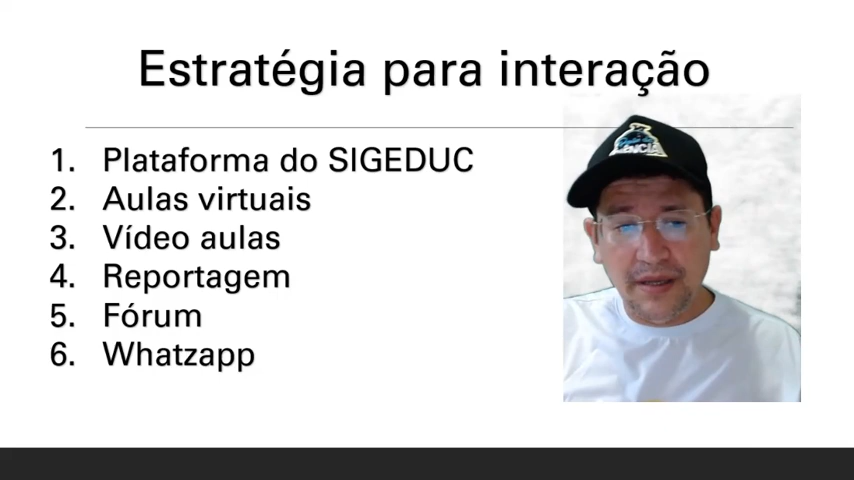 Estratégia para interação
1. Plataforma do SIGEDUC
2. Aulas virtuais
3. Vídeo aulas
4. Reportagem
5. Fórum
6. Whatzapp